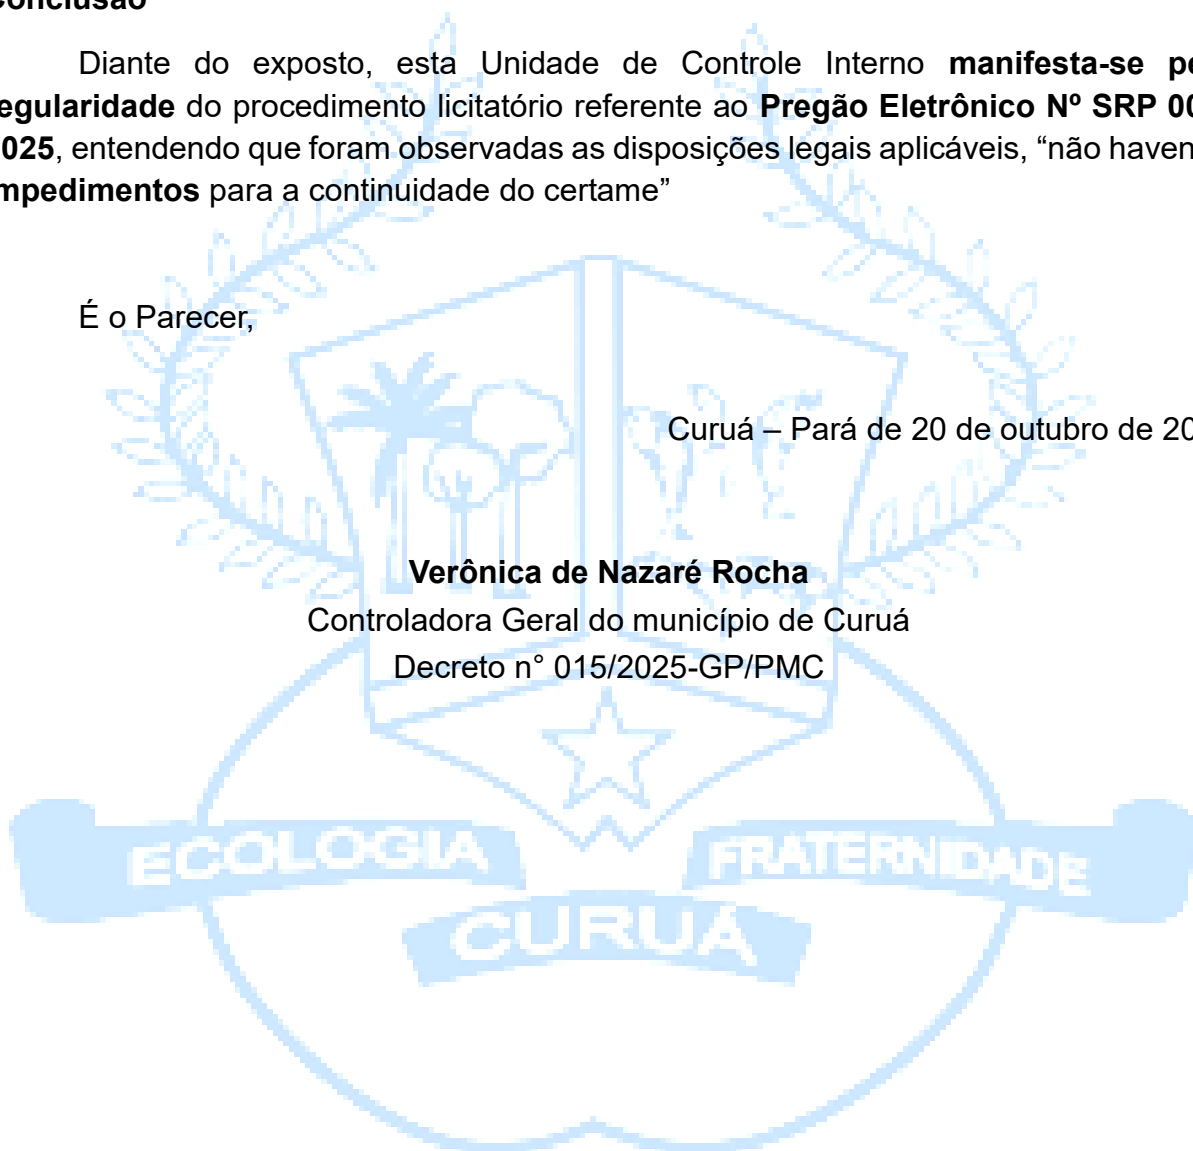 Conclusão
Diante do exposto, esta Unidade de Controle Interno manifesta-se pe
egularidade do procedimento licitatório referente ao Pregão Eletrônico Nº SRP 00
025, entendendo que foram observadas as disposições legais aplicáveis, “não haven
mpedimentos para a continuidade do certame”
É o Parecer,
Curuá – Pará de 20 de outubro de 20
Verônica de Nazaré Rocha
Controladora Geral do município de Curuá
Decreto n° 015/2025-GP/PMC
ECOLOGIA FRATERNIDADE
CURUÁ